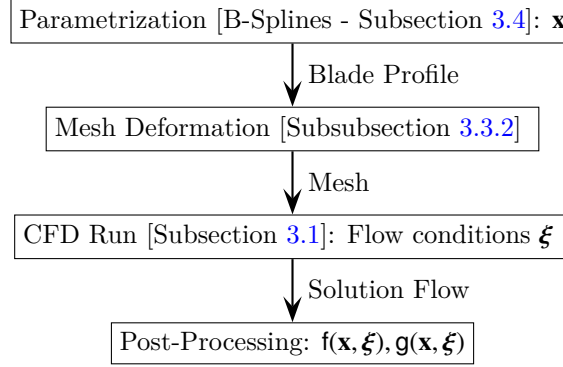 Parametrization [B-Splines - Subsection 3.4]: x
Blade Profile
Mesh Deformation [Subsubsection 3.3.2]
Mesh
CFD Run [Subsection 3.1]: Flow conditions ξ
Solution Flow
Post-Processing: f(x, ξ), g(x, ξ)